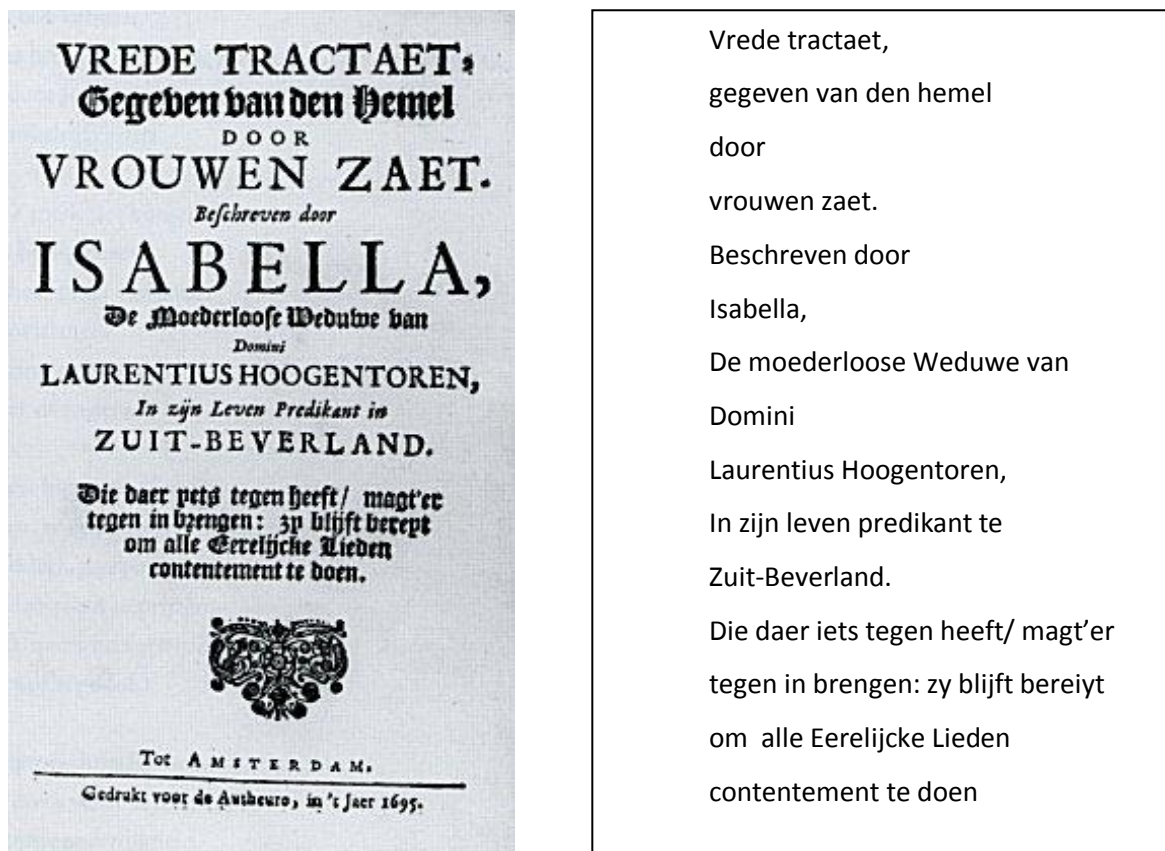 VREDE TRACTAET,
Gegeven van den Hemel
DOOR
VROUWEN ZAET.
Beschreven door
ISABELLA,
De Moederloose Weduwe van
Domini
LAURENTIUS HOOGENTOREN,
In zijn Leven Predikant in
ZUIT-BEVERLAND.
Die daer yets tegen heeft/ magt'er
tegen in brengen: zy blijft bereyt
om alle Eerelijcke Lieden
contentement te doen.
Tot AMSTERDAM.
Gedrukt voor de Autheure, in 't Jaer 1695.
Vrede tractaet,
gegeven van den hemel
door
vrouwen zaet.
Beschreven door
Isabella,
De moederloose Weduwe van
Domini
Laurentius Hoogentoren,
In zijn leven predikant te
Zuit-Beverland.
Die daer iets tegen heeft/ magt’er
tegen in brengen: zy blijft bereiyt
om alle Eerelijcke Lieden
contentement te doen